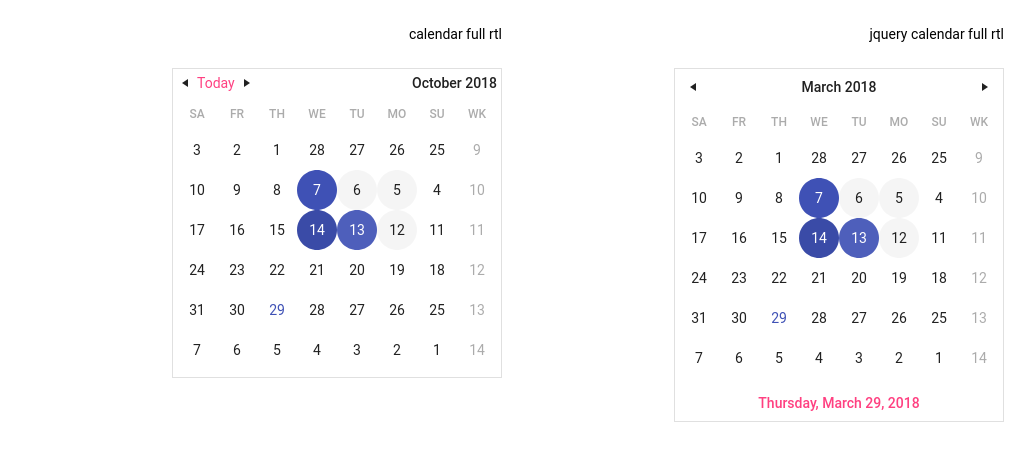 calendar full rtl
Today October 2018
SA FR TH WE TU MO SU WK
3 2 1 28 27 26 25 9
10 9 8 7 6 5 4 10
17 16 15 14 13 12 11 11
24 23 22 21 20 19 18 12
31 30 29 28 27 26 25 13
7 6 5 4 3 2 1 14
jquery calendar full rtl
March 2018
SA FR TH WE TU MO SU WK
3 2 1 28 27 26 25 9
10 9 8 7 6 5 4 10
17 16 15 14 13 12 11 11
24 23 22 21 20 19 18 12
31 30 29 28 27 26 25 13
7 6 5 4 3 2 1 14
Thursday, March 29, 2018